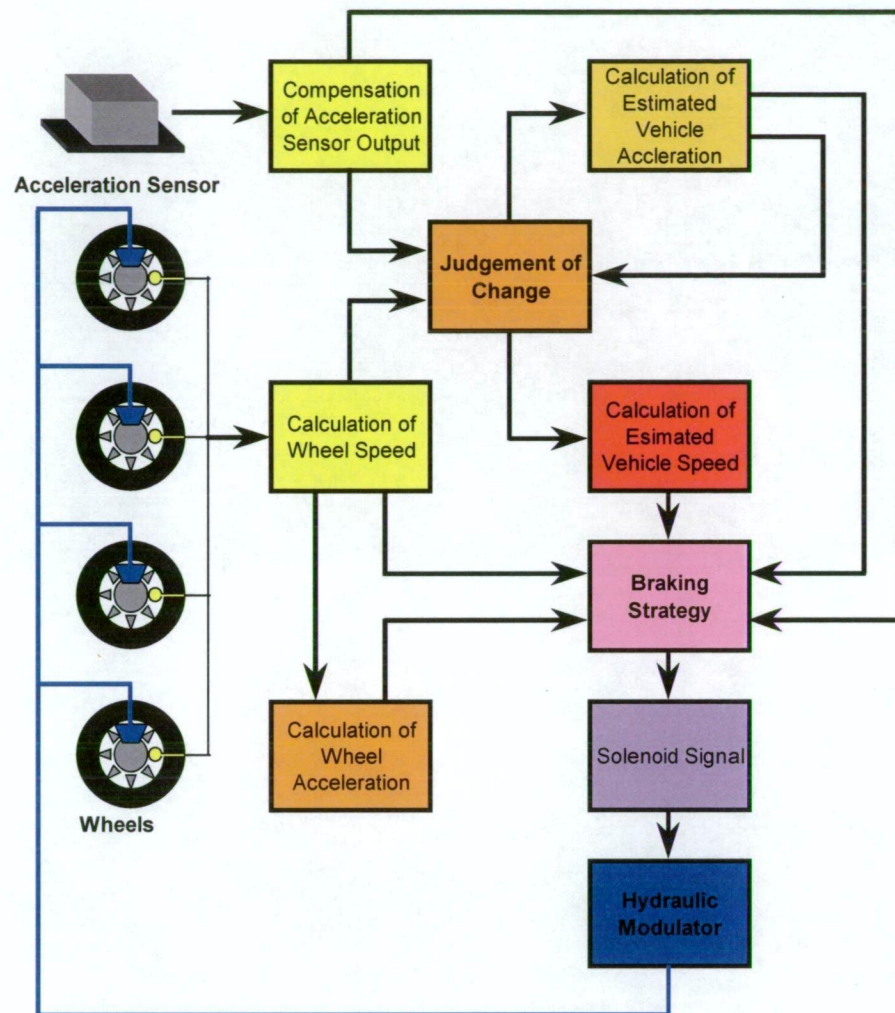 Compensation
of Acceleration
Sensor Output
Calculation of
Estimated
Vehicle
Accleration
Acceleration Sensor
Judgement of
Change
Calculation of
Wheel Speed
Calculation of
Esimated
Vehicle Speed
Braking
Strategy
Calculation of
Wheel
Acceleration
Solenoid Signal
Wheels
Hydraulic
Modulator